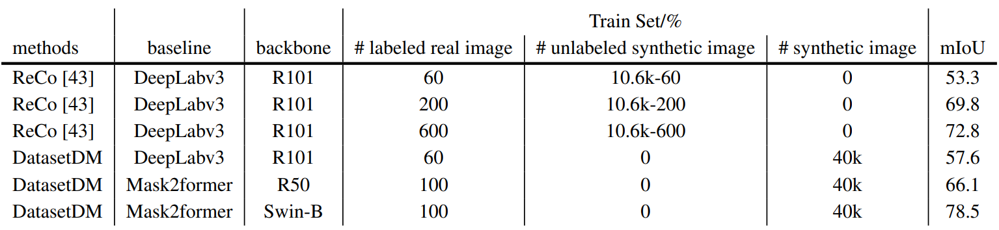 Train Set/%
methods baseline backbone # labeled real image # unlabeled synthetic image # synthetic image mIoU
ReCo [43] DeepLabv3 R101 60 10.6k-60 0 53.3
ReCo [43] DeepLabv3 R101 200 10.6k-200 0 69.8
ReCo [43] DeepLabv3 R101 600 10.6k-600 0 72.8
DatasetDM DeepLabv3 R101 60 0 40k 57.6
DatasetDM Mask2former R50 100 0 40k 66.1
DatasetDM Mask2former Swin-B 100 0 40k 78.5